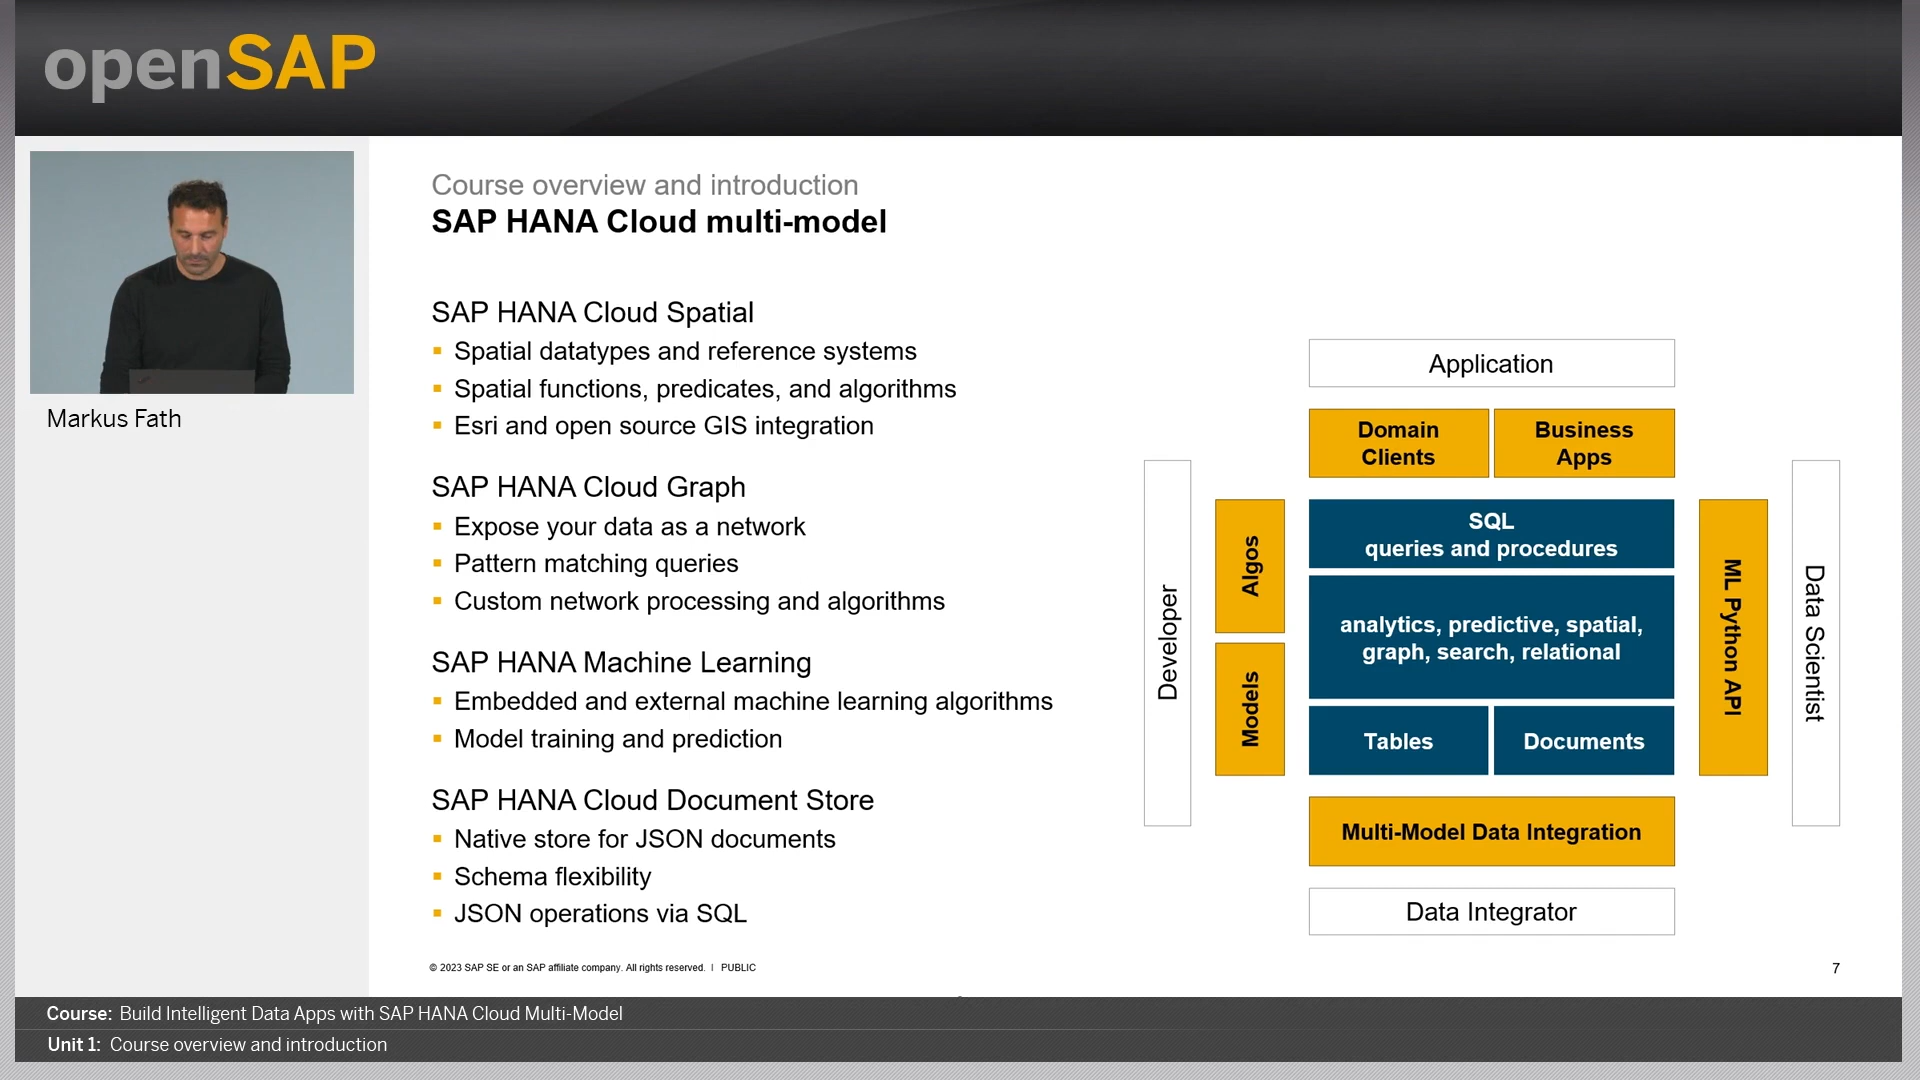 openSAP
Markus Fath
Course overview and introduction
SAP HANA Cloud multi-model
SAP HANA Cloud Spatial
Spatial datatypes and reference systems
Spatial functions, predicates, and algorithms
Esri and open source GIS integration
SAP HANA Cloud Graph
Expose your data as a network
Pattern matching queries
Custom network processing and algorithms
SAP HANA Machine Learning
Embedded and external machine learning algorithms
Model training and prediction
SAP HANA Cloud Document Store
Native store for JSON documents
Schema flexibility
JSON operations via SQL
Application
Domain
Clients
Business
Apps
Developer
Algos
Models
SQL
queries and procedures
analytics, predictive, spatial,
graph, search, relational
Tables
Documents
ML Python API
Data Scientist
Multi-Model Data Integration
Data Integrator
© 2023 SAP SE or an SAP affiliate company. All rights reserved. | PUBLIC
7
Course: Build Intelligent Data Apps with SAP HANA Cloud Multi-Model
Unit 1: Course overview and introduction